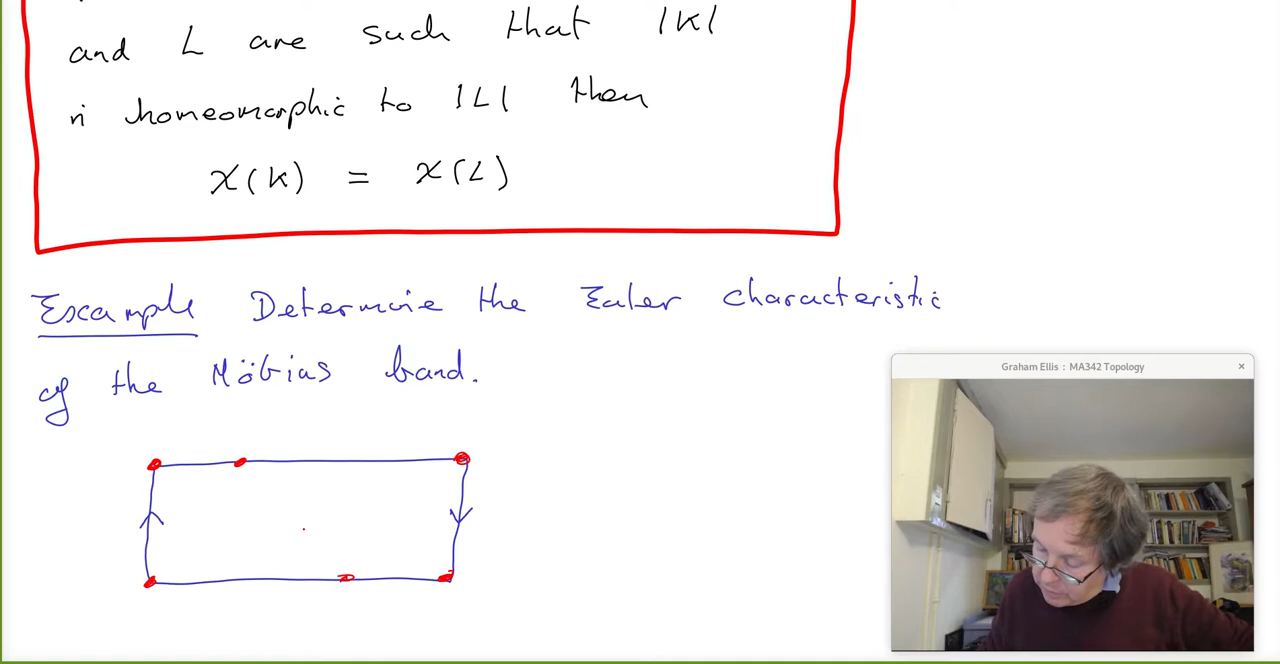 and L are such that |K|
is homeomorphic to |L| then
χ(K) = χ(L)
Example Determine the Euler characteristic
of the Möbius band.
Graham Ellis : MA342 Topology